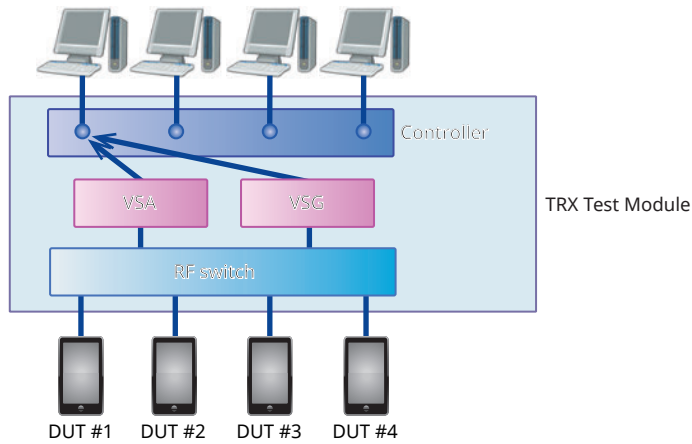 Controller
VSA
VSG
TRX Test Module
RF switch
DUT #1
DUT #2
DUT #3
DUT #4